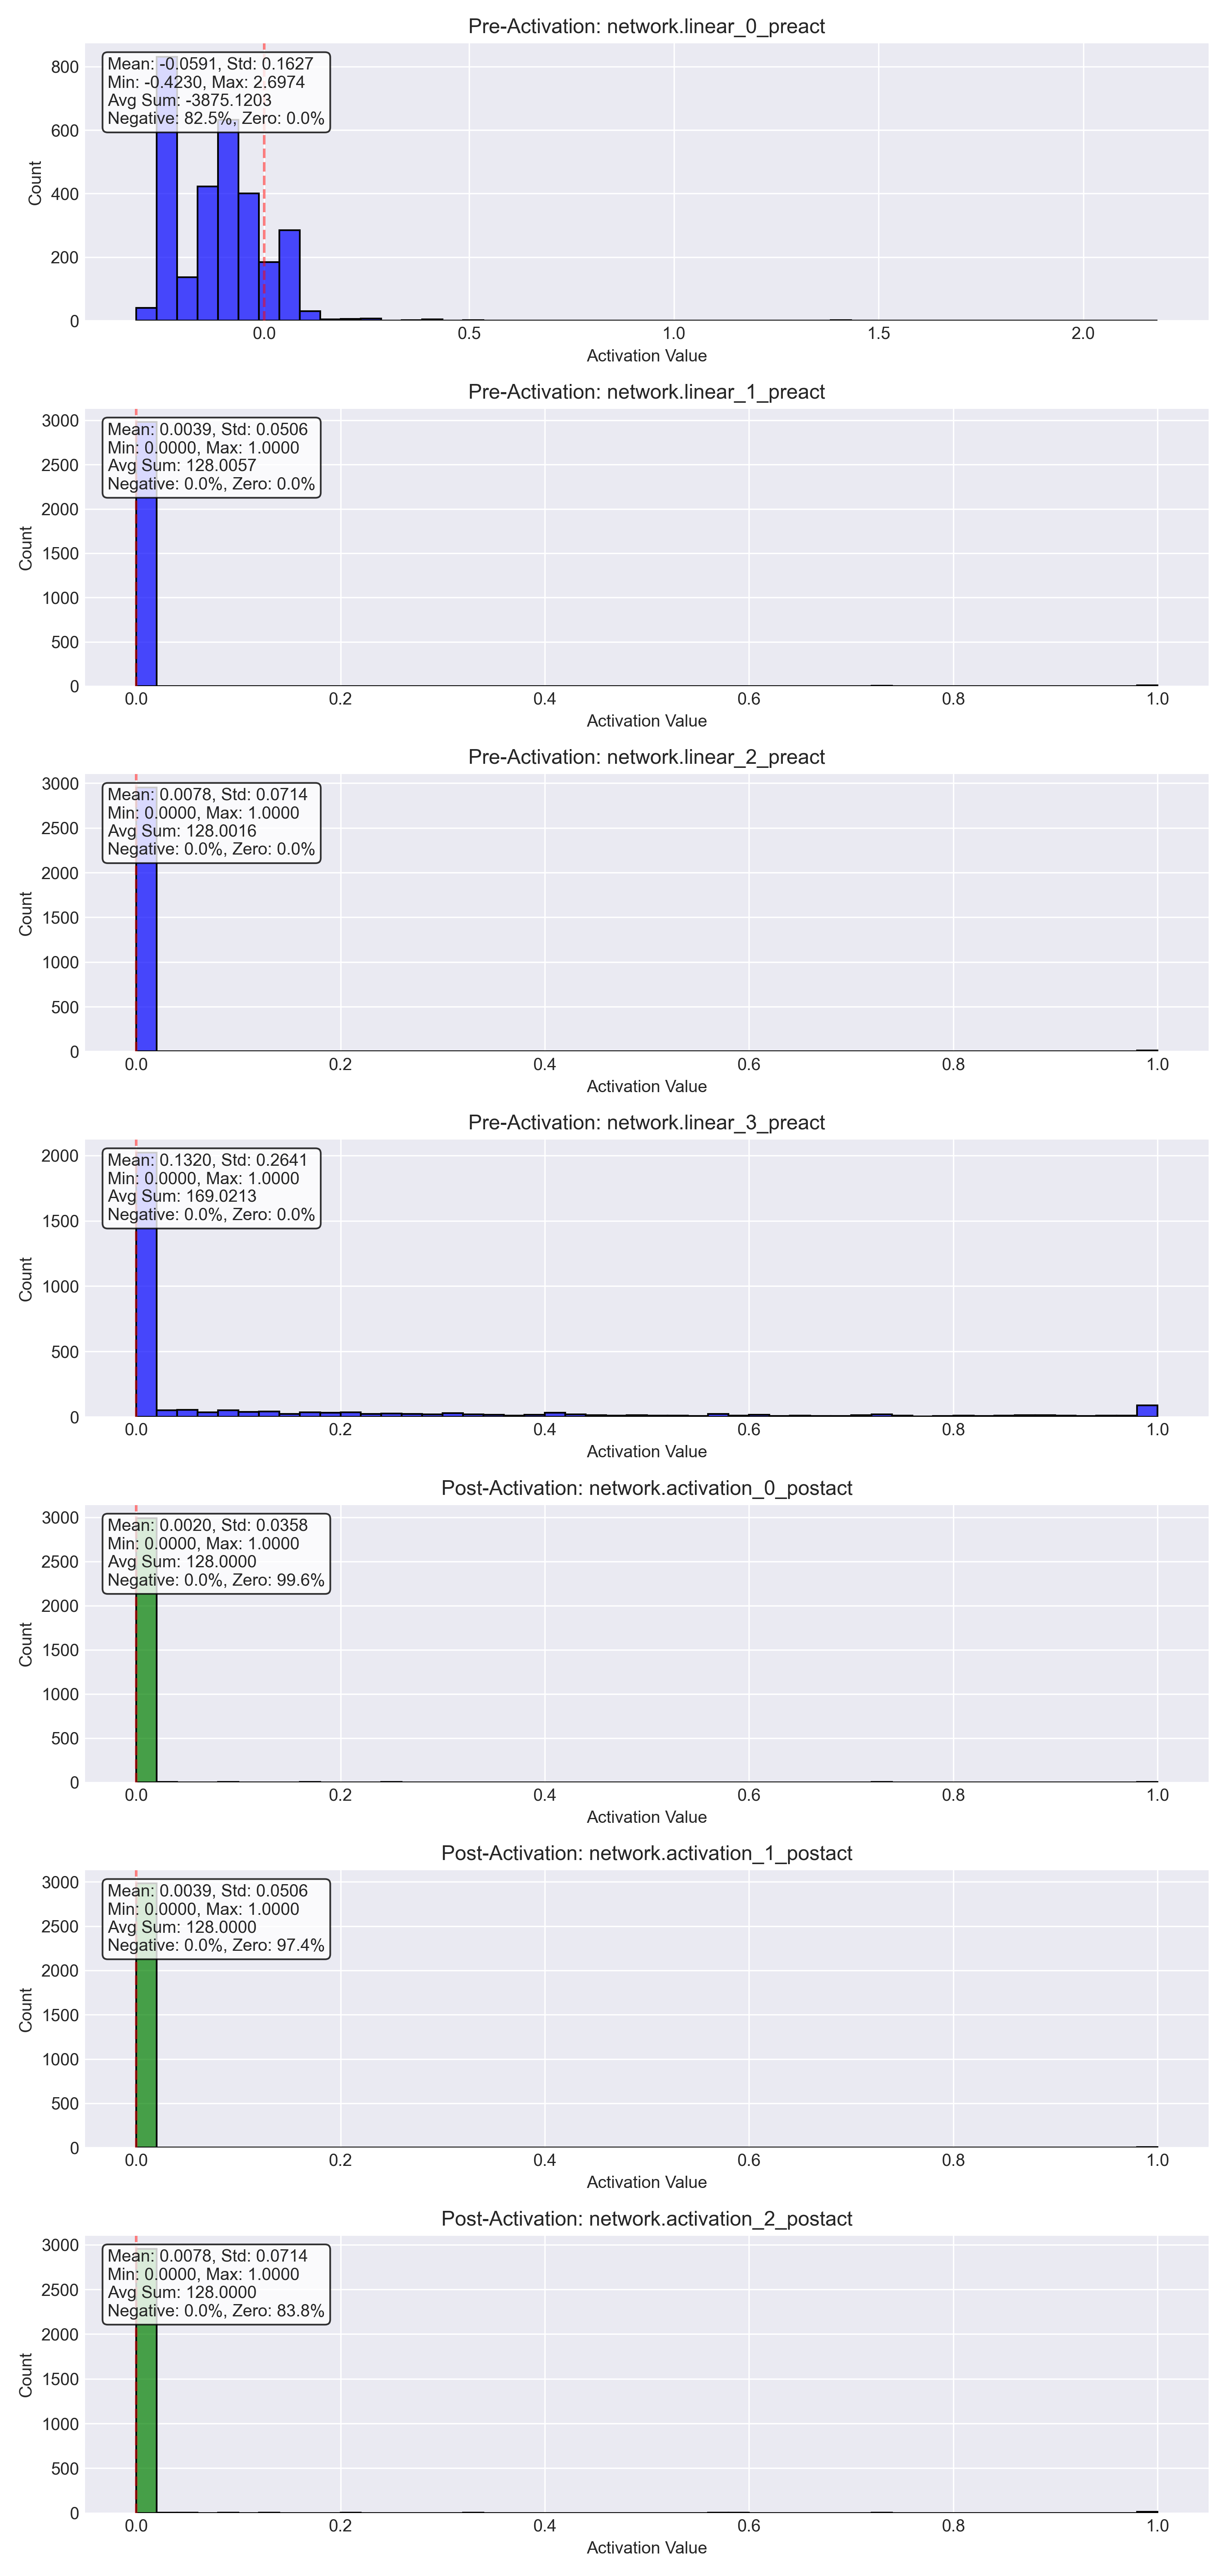 Pre-Activation: network.linear_0_preact
Mean: -0.0591, Std: 0.1627
Min: -0.4230, Max: 2.6974
Avg Sum: -3875.1203
Negative: 82.5%, Zero: 0.0%
Count
800
600
400
200
0
0.0 0.5 1.0 1.5 2.0
Activation Value
Pre-Activation: network.linear_1_preact
Mean: 0.0039, Std: 0.0506
Min: 0.0000, Max: 1.0000
Avg Sum: 128.0057
Negative: 0.0%, Zero: 0.0%
Count
3000
2500
2000
1500
1000
500
0
0.0 0.2 0.4 0.6 0.8 1.0
Activation Value
Pre-Activation: network.linear_2_preact
Mean: 0.0078, Std: 0.0714
Min: 0.0000, Max: 1.0000
Avg Sum: 128.0016
Negative: 0.0%, Zero: 0.0%
Count
3000
2500
2000
1500
1000
500
0
0.0 0.2 0.4 0.6 0.8 1.0
Activation Value
Pre-Activation: network.linear_3_preact
Mean: 0.1320, Std: 0.2641
Min: 0.0000, Max: 1.0000
Avg Sum: 169.0213
Negative: 0.0%, Zero: 0.0%
Count
2000
1500
1000
500
0
0.0 0.2 0.4 0.6 0.8 1.0
Activation Value
Post-Activation: network.activation_0_postact
Mean: 0.0020, Std: 0.0358
Min: 0.0000, Max: 1.0000
Avg Sum: 128.0000
Negative: 0.0%, Zero: 99.6%
Count
3000
2500
2000
1500
1000
500
0
0.0 0.2 0.4 0.6 0.8 1.0
Activation Value
Post-Activation: network.activation_1_postact
Mean: 0.0039, Std: 0.0506
Min: 0.0000, Max: 1.0000
Avg Sum: 128.0000
Negative: 0.0%, Zero: 97.4%
Count
3000
2500
2000
1500
1000
500
0
0.0 0.2 0.4 0.6 0.8 1.0
Activation Value
Post-Activation: network.activation_2_postact
Mean: 0.0078, Std: 0.0714
Min: 0.0000, Max: 1.0000
Avg Sum: 128.0000
Negative: 0.0%, Zero: 83.8%
Count
3000
2500
2000
1500
1000
500
0
0.0 0.2 0.4 0.6 0.8 1.0
Activation Value